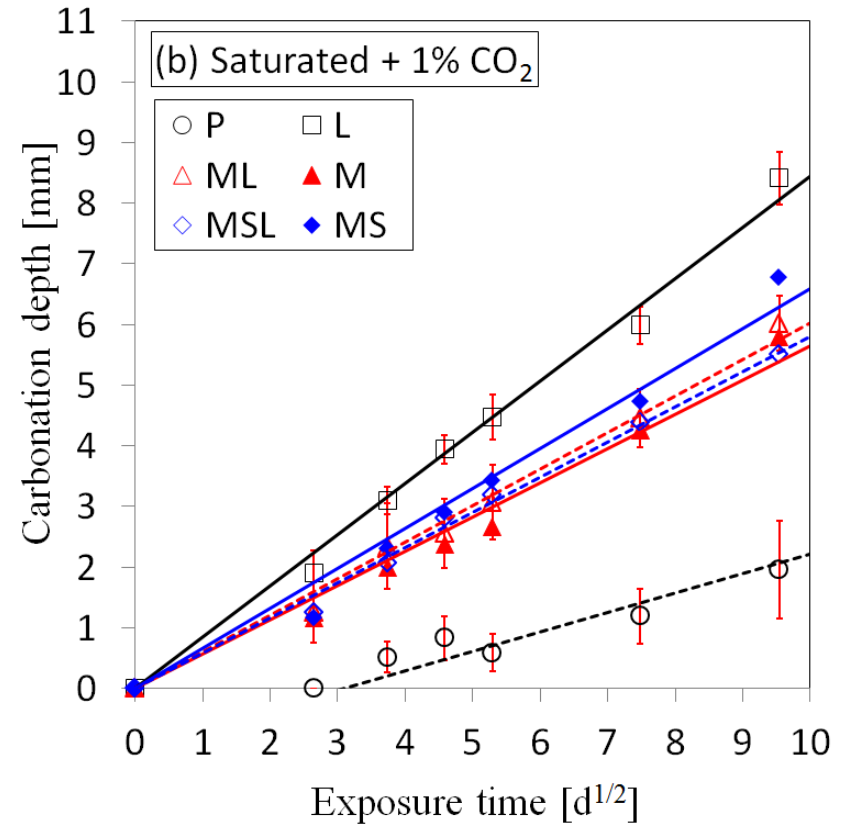 (b) Saturated + 1% CO₂
P L
ML M
MSL MS
Carbonation depth [mm]
11
10
9
8
7
6
5
4
3
2
1
0
0 1 2 3 4 5 6 7 8 9 10
Exposure time [d^{1/2}]